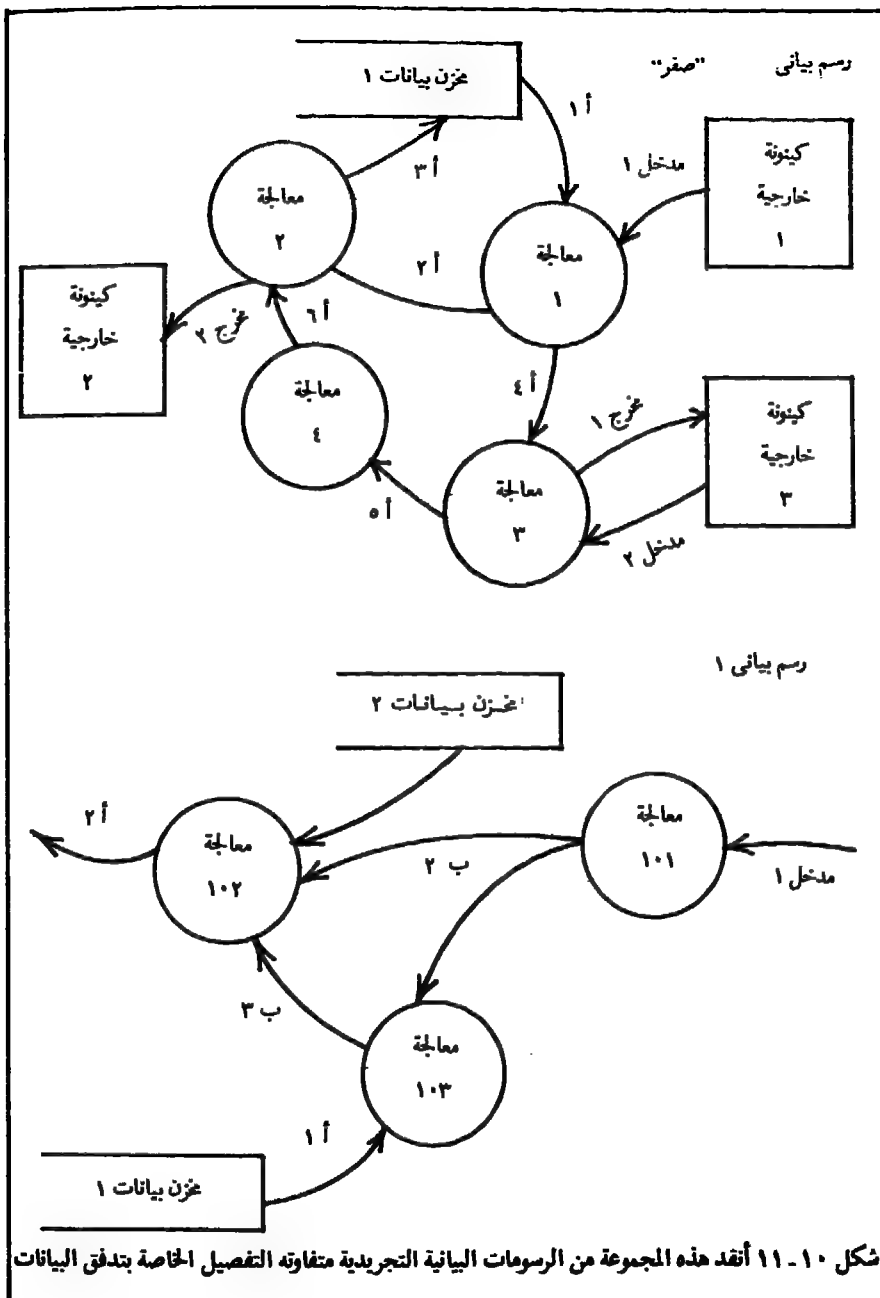 رسم بيانى "صفر"
مخزن بيانات ١
أ ١
مدخل ١
كينونة
خارجية
١
أ ٣
معالجة
٢
أ ٢
معالجة
١
كينونة
خارجية
٢
مخرج ٢
أ ٦
معالجة
٤
أ ٤
مخرج ١
كينونة
خارجية
٣
معالجة
٣
أ ٥
مدخل ٢
رسم بيانى ١
مخزن بيانات ٢
أ ٢
معالجة
١٠٢
ب ٢
معالجة
١٠١
مدخل ١
ب ٣
معالجة
١٠٣
أ ١
مخزن بيانات ١
شكل ١٠ - ١١ أنقد هذه المجموعة من الرسومات البيانية التجريدية متفاوته التفصيل الخاصة بتدفق البيانات